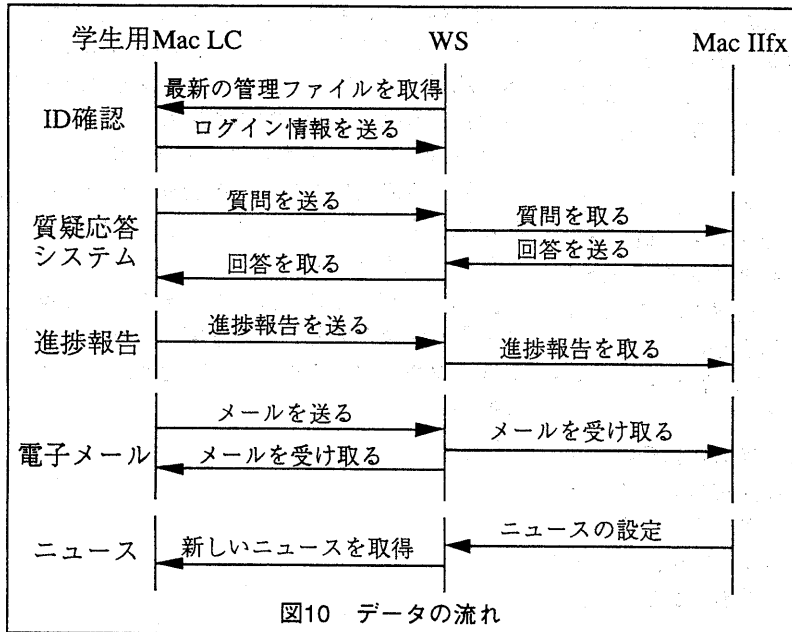 学生用Mac LC WS Mac IIfx
ID確認
最新の管理ファイルを取得
ログイン情報を送る
質疑応答
システム
質問を送る
質問を取る
回答を送る
回答を取る
進捗報告
進捗報告を送る
進捗報告を取る
電子メール
メールを送る
メールを受け取る
メールを受け取る
ニュース
ニュースの設定
新しいニュースを取得
図10 データの流れ